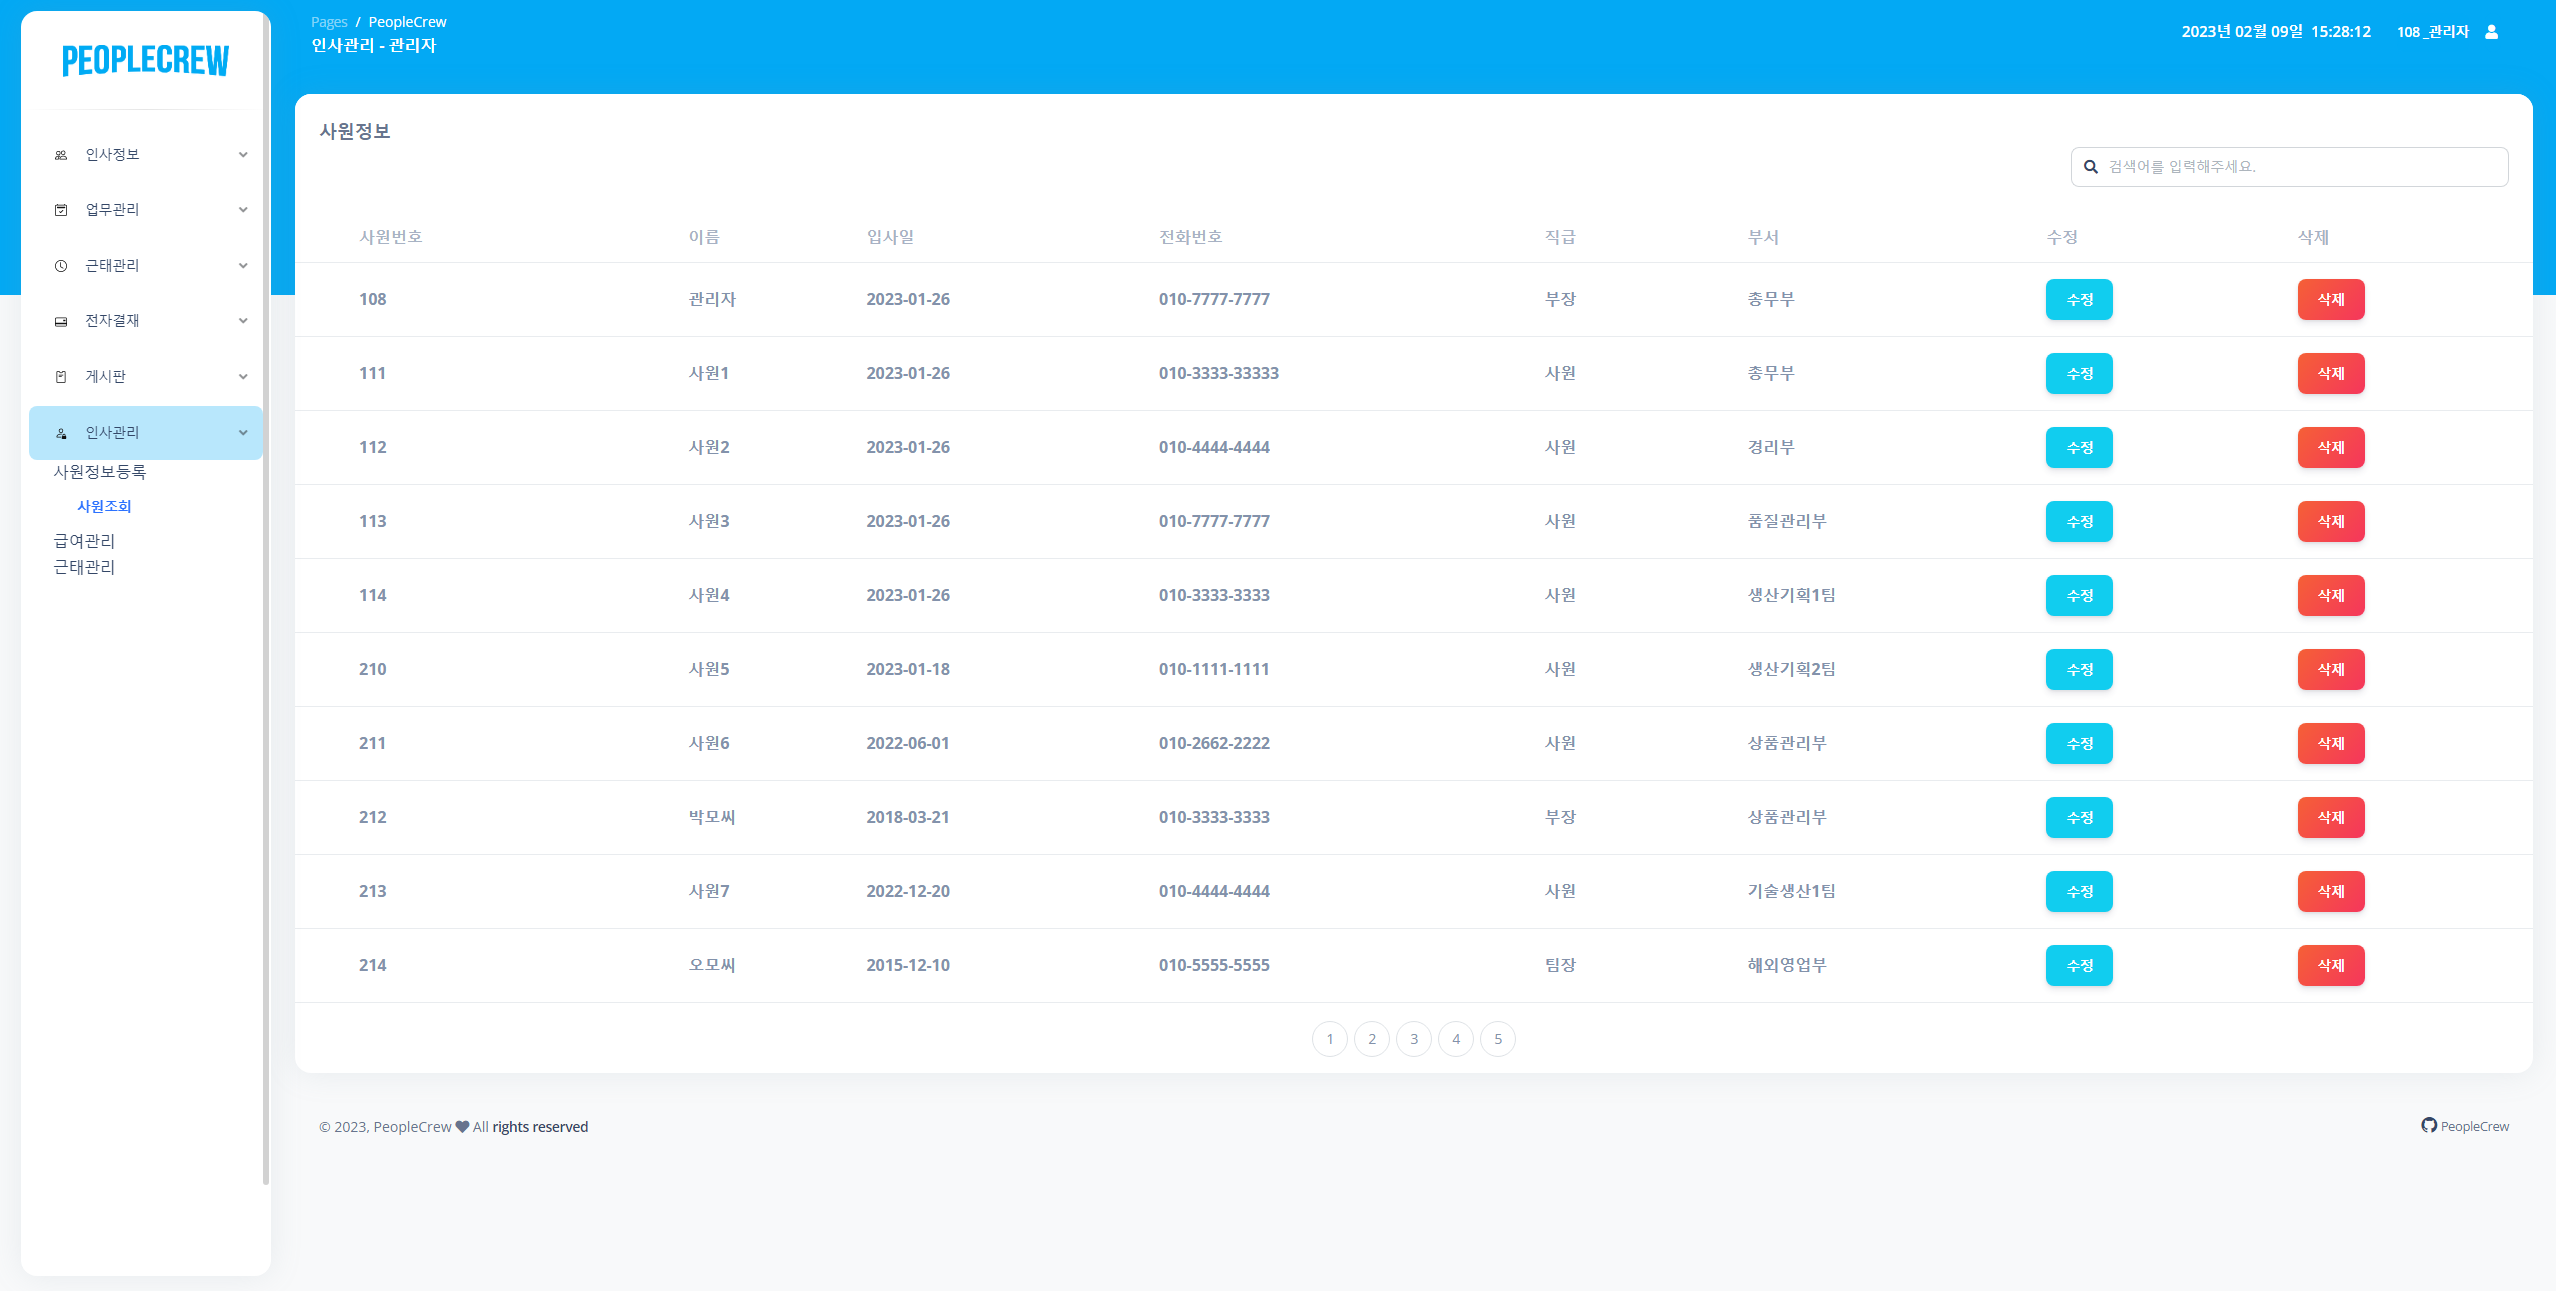 PEOPLECREW
인사정보
업무관리
근태관리
전자결재
게시판
인사관리
사원정보등록
사원조회
급여관리
근태관리
Pages / PeopleCrew
인사관리 - 관리자
2023년 02월 09일 15:28:12 108 _관리자
사원정보
검색어를 입력해주세요.
사원번호 이름 입사일 전화번호 직급 부서 수정 삭제
108 관리자 2023-01-26 010-7777-7777 부장 총무부 수정 삭제
111 사원1 2023-01-26 010-3333-33333 사원 총무부 수정 삭제
112 사원2 2023-01-26 010-4444-4444 사원 경리부 수정 삭제
113 사원3 2023-01-26 010-7777-7777 사원 품질관리부 수정 삭제
114 사원4 2023-01-26 010-3333-3333 사원 생산기획1팀 수정 삭제
210 사원5 2023-01-18 010-1111-1111 사원 생산기획2팀 수정 삭제
211 사원6 2022-06-01 010-2662-2222 사원 상품관리부 수정 삭제
212 박모씨 2018-03-21 010-3333-3333 부장 상품관리부 수정 삭제
213 사원7 2022-12-20 010-4444-4444 사원 기술생산1팀 수정 삭제
214 오모씨 2015-12-10 010-5555-5555 팀장 해외영업부 수정 삭제
1 2 3 4 5
© 2023, PeopleCrew All rights reserved
PeopleCrew